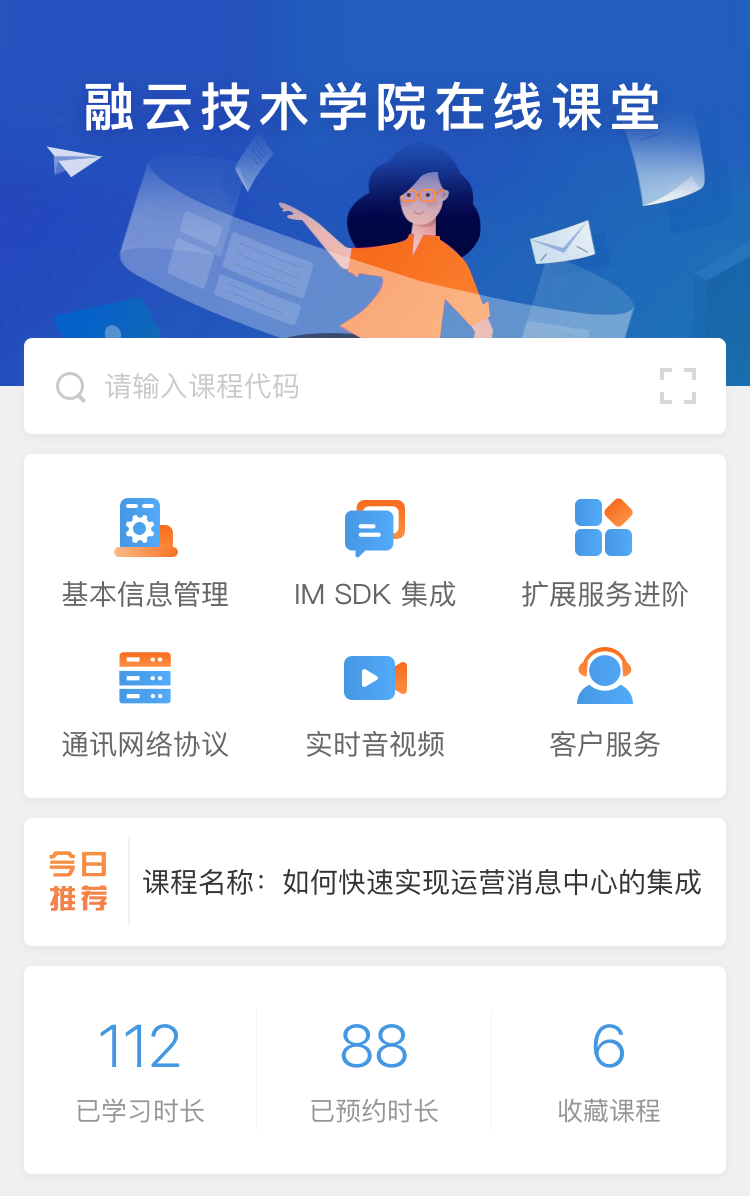 融云技术学院在线课堂
请输入课程代码
基本信息管理
IM SDK 集成
扩展服务进阶
通讯网络协议
实时音视频
客户服务
今日
推荐
课程名称：如何快速实现运营消息中心的集成
112
88
6
已学习时长
已预约时长
收藏课程